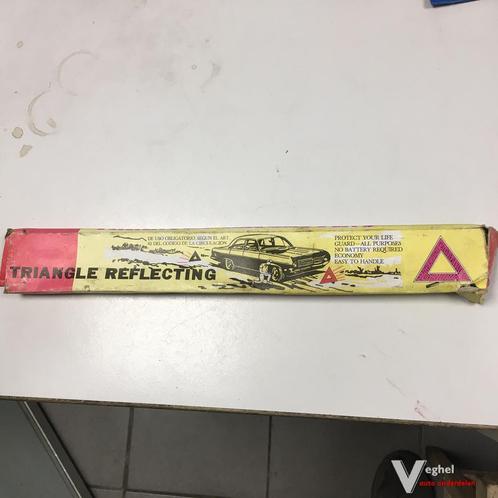 DE USO OBLIGATORIO SEGUN EL ART
92 DEL CODIGO DE LA CIRCULACION
TRIANGLE REFLECTING
PROTECT YOUR LIFE
GUARD—ALL PURPOSES
NO BATTERY REQUIRED
ECONOMY
EASY TO HANDLE
Veghel
auto onderdelen